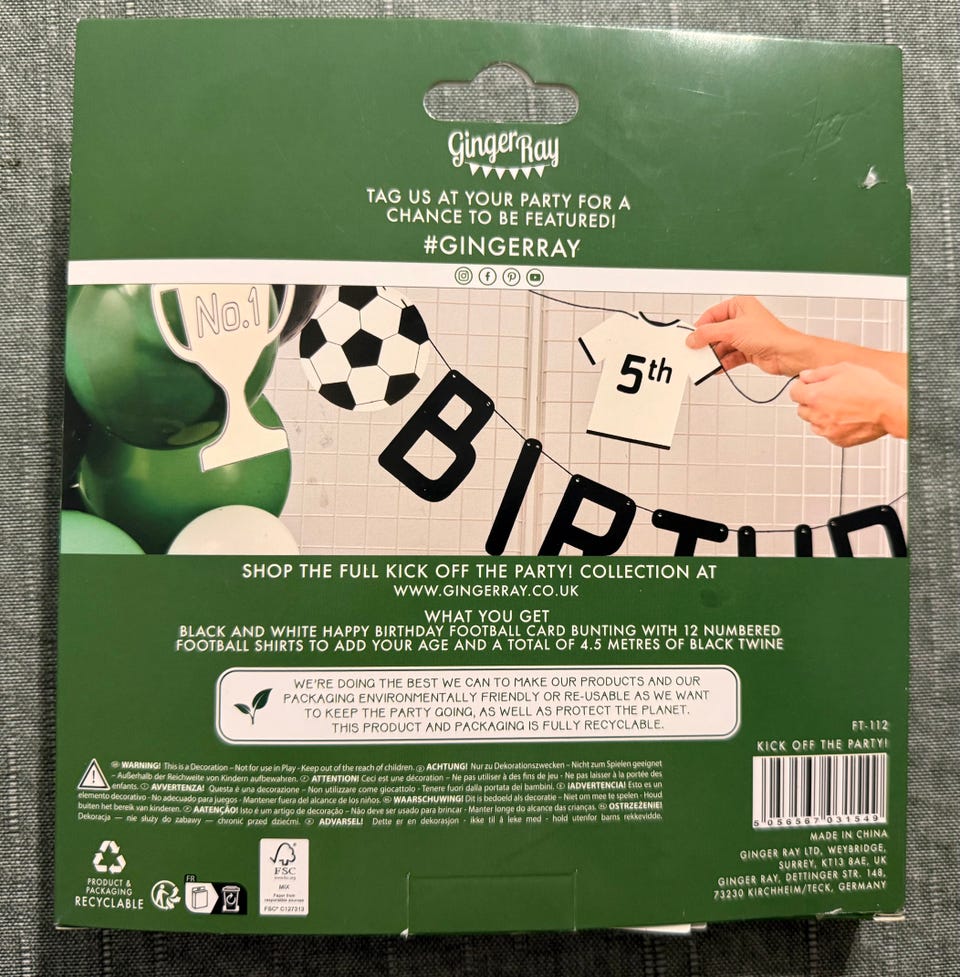 Ginger Ray
TAG US AT YOUR PARTY FOR A
CHANCE TO BE FEATURED!
#GINGERRAY
No.1
5th
BIRTHD
SHOP THE FULL KICK OFF THE PARTY! COLLECTION AT
WWW.GINGERRAY.CO.UK
WHAT YOU GET
BLACK AND WHITE HAPPY BIRTHDAY FOOTBALL CARD BUNTING WITH 12 NUMBERED
FOOTBALL SHIRTS TO ADD YOUR AGE AND A TOTAL OF 4.5 METRES OF BLACK TWINE
WE'RE DOING THE BEST WE CAN TO MAKE OUR PRODUCTS AND OUR
PACKAGING ENVIRONMENTALLY FRIENDLY OR RE-USABLE AS WE WANT
TO KEEP THE PARTY GOING, AS WELL AS PROTECT THE PLANET.
THIS PRODUCT AND PACKAGING IS FULLY RECYCLABLE.
WARNING! This is a Decoration – Not for use in Play - Keep out of the reach of children. ACHTUNG! Nur zu Dekorationszwecken – Nicht zum Spielen geeignet
– Außerhalb der Reichweite von Kindern aufbewahren. ATTENTION! Ceci est une décoration – Ne pas utiliser à des fins de jeu - Ne pas laisser à la portée des
enfants. AVVERTENZA! Questa è una decorazione – Non utilizzare come giocattolo - Tenere fuori dalla portata dei bambini. ¡ADVERTENCIA! Esto es un
elemento decorativo - No adecuado para juegos - Mantener fuera del alcance de los niños. WAARSCHUWING! Dit is bedoeld als decoratie – Niet om mee te spelen - Houd
buiten het bereik van kinderen. AATENÇÃO! Isto é um artigo de decoração – Não deve ser usado para brincar - Manter longe do alcance das crianças. OSTRZEŻENIE!
Dekoracja — nie służy do zabawy — chronić przed dziećmi. ADVARSEL! Dette er en dekorasjon - ikke til å leke med - hold utenfor barns rekkevidde.
FT-112
KICK OFF THE PARTY!
5 056567 031549
MADE IN CHINA
GINGER RAY LTD, WEYBRIDGE,
SURREY, KT13 8AE, UK
GINGER RAY, DETTINGER STR. 148,
73230 KIRCHHEIM/TECK, GERMANY
PRODUCT &
PACKAGING
RECYCLABLE
FR
FSC
www.fsc.org
MIX
Paper from
responsible sources
FSC® C127313